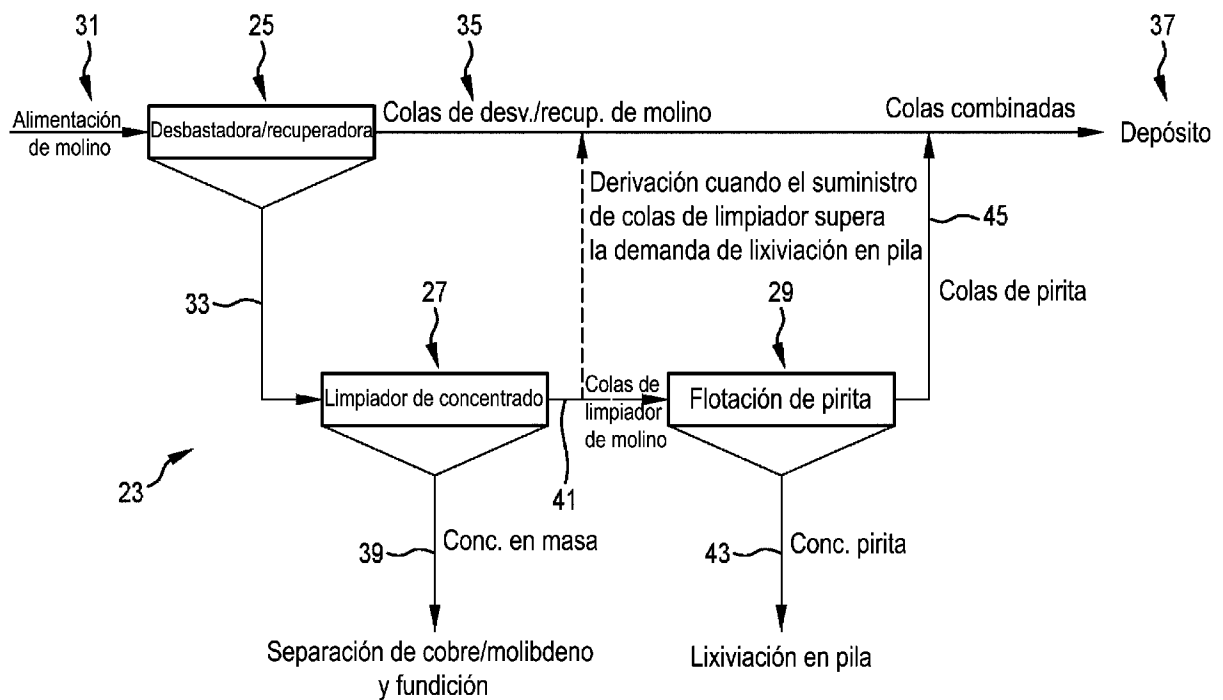 31
25
35
37
Alimentación
de molino
Desbastadora/recuperadora
Colas de desv./recup. de molino
Colas combinadas
Depósito
Derivación cuando el suministro
de colas de limpiador supera
la demanda de lixiviación en pila
45
33
27
29
Colas de pirita
Limpiador de concentrado
Colas de
limpiador
de molino
Flotación de pirita
23
41
39
Conc. en masa
43
Conc. pirita
Separación de cobre/molibdeno
y fundición
Lixiviación en pila